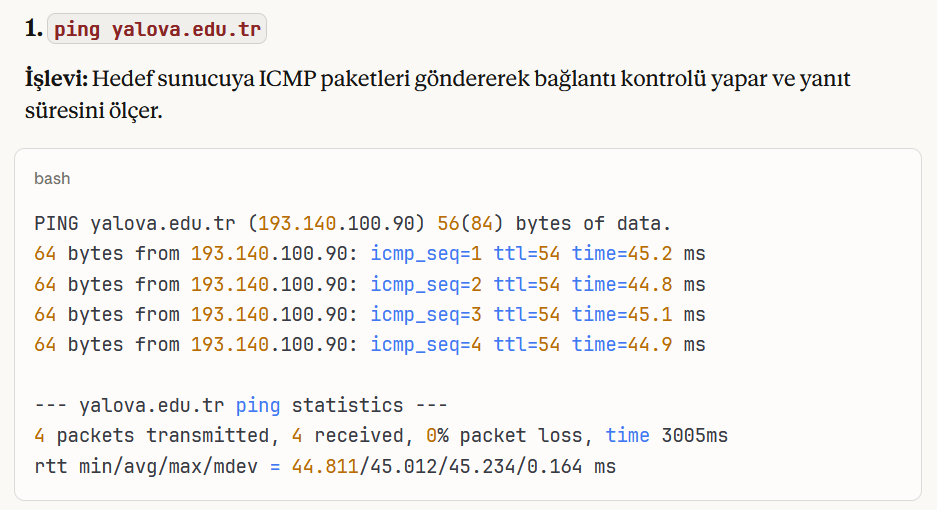 1. ping yalova.edu.tr
İşlevi: Hedef sunucuya ICMP paketleri göndererek bağlantı kontrolü yapar ve yanıt
süresini ölçer.
bash
PING yalova.edu.tr (193.140.100.90) 56(84) bytes of data.
64 bytes from 193.140.100.90: icmp_seq=1 ttl=54 time=45.2 ms
64 bytes from 193.140.100.90: icmp_seq=2 ttl=54 time=44.8 ms
64 bytes from 193.140.100.90: icmp_seq=3 ttl=54 time=45.1 ms
64 bytes from 193.140.100.90: icmp_seq=4 ttl=54 time=44.9 ms
--- yalova.edu.tr ping statistics ---
4 packets transmitted, 4 received, 0% packet loss, time 3005ms
rtt min/avg/max/mdev = 44.811/45.012/45.234/0.164 ms